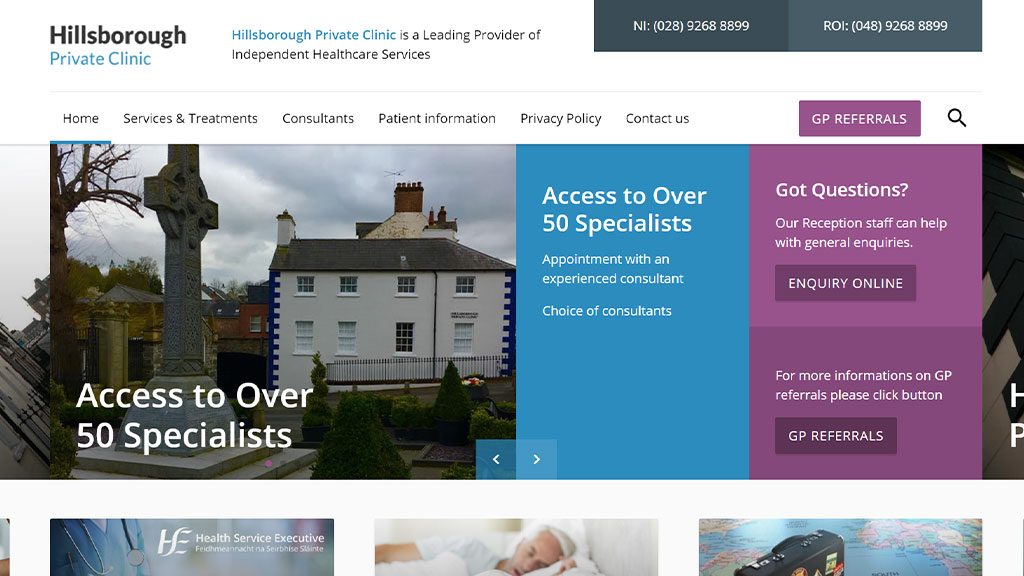 Hillsborough
Private Clinic
Hillsborough Private Clinic is a Leading Provider of
Independent Healthcare Services
NI: (028) 9268 8899
ROI: (048) 9268 8899
Home
Services & Treatments
Consultants
Patient information
Privacy Policy
Contact us
GP REFERRALS
HILLSBOROUGH
PRIVATE CLINIC
Access to Over
50 Specialists
Access to Over
50 Specialists
Appointment with an
experienced consultant
Choice of consultants
Got Questions?
Our Reception staff can help
with general enquiries.
ENQUIRY ONLINE
For more informations on GP
referrals please click button
GP REFERRALS
H
P
Health Service Executive
Feidhmeannacht na Seirbhíse Sláinte